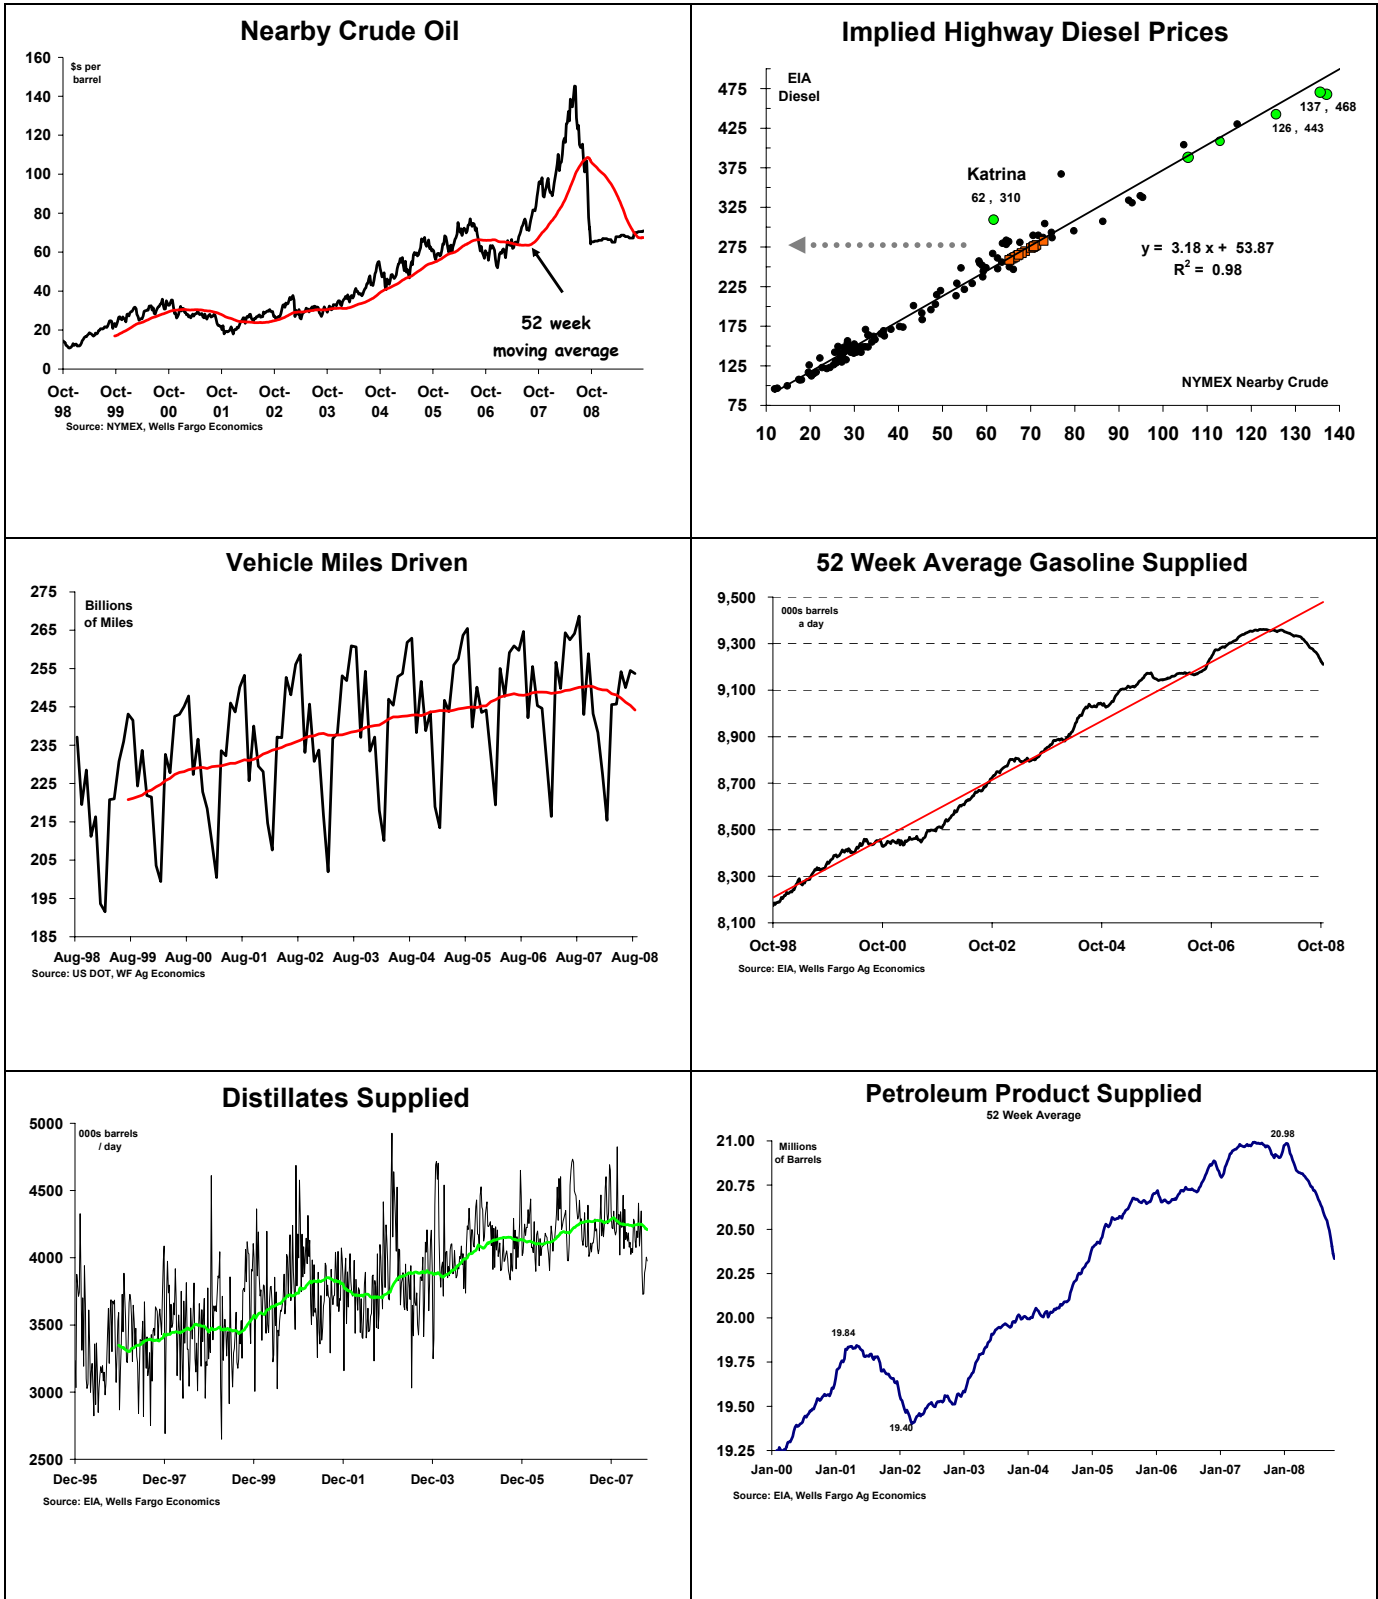 Nearby Crude Oil
$s per
barrel
160
140
120
100
80
60
40
20
0
52 week
moving average
Oct-98 Oct-99 Oct-00 Oct-01 Oct-02 Oct-03 Oct-04 Oct-05 Oct-06 Oct-07 Oct-08
Source: NYMEX, Wells Fargo Economics
Implied Highway Diesel Prices
EIA
Diesel
475
425
375
325
275
225
175
125
75
137 , 468
126 , 443
Katrina
62 , 310
y = 3.18 x + 53.87
R2 = 0.98
NYMEX Nearby Crude
10 20 30 40 50 60 70 80 90 100 110 120 130 140
Vehicle Miles Driven
Billions
of Miles
275
265
255
245
235
225
215
205
195
185
Aug-98 Aug-99 Aug-00 Aug-01 Aug-02 Aug-03 Aug-04 Aug-05 Aug-06 Aug-07 Aug-08
Source: US DOT, WF Ag Economics
52 Week Average Gasoline Supplied
000s barrels
a day
9,500
9,300
9,100
8,900
8,700
8,500
8,300
8,100
Oct-98 Oct-00 Oct-02 Oct-04 Oct-06 Oct-08
Source: EIA, Wells Fargo Ag Economics
Distillates Supplied
000s barrels
/ day
5000
4500
4000
3500
3000
2500
Dec-95 Dec-97 Dec-99 Dec-01 Dec-03 Dec-05 Dec-07
Source: EIA, Wells Fargo Economics
Petroleum Product Supplied
52 Week Average
Millions
of Barrels
21.00
20.75
20.50
20.25
20.00
19.75
19.50
19.25
20.98
19.84
19.40
Jan-00 Jan-01 Jan-02 Jan-03 Jan-04 Jan-05 Jan-06 Jan-07 Jan-08
Source: EIA, Wells Fargo Ag Economics